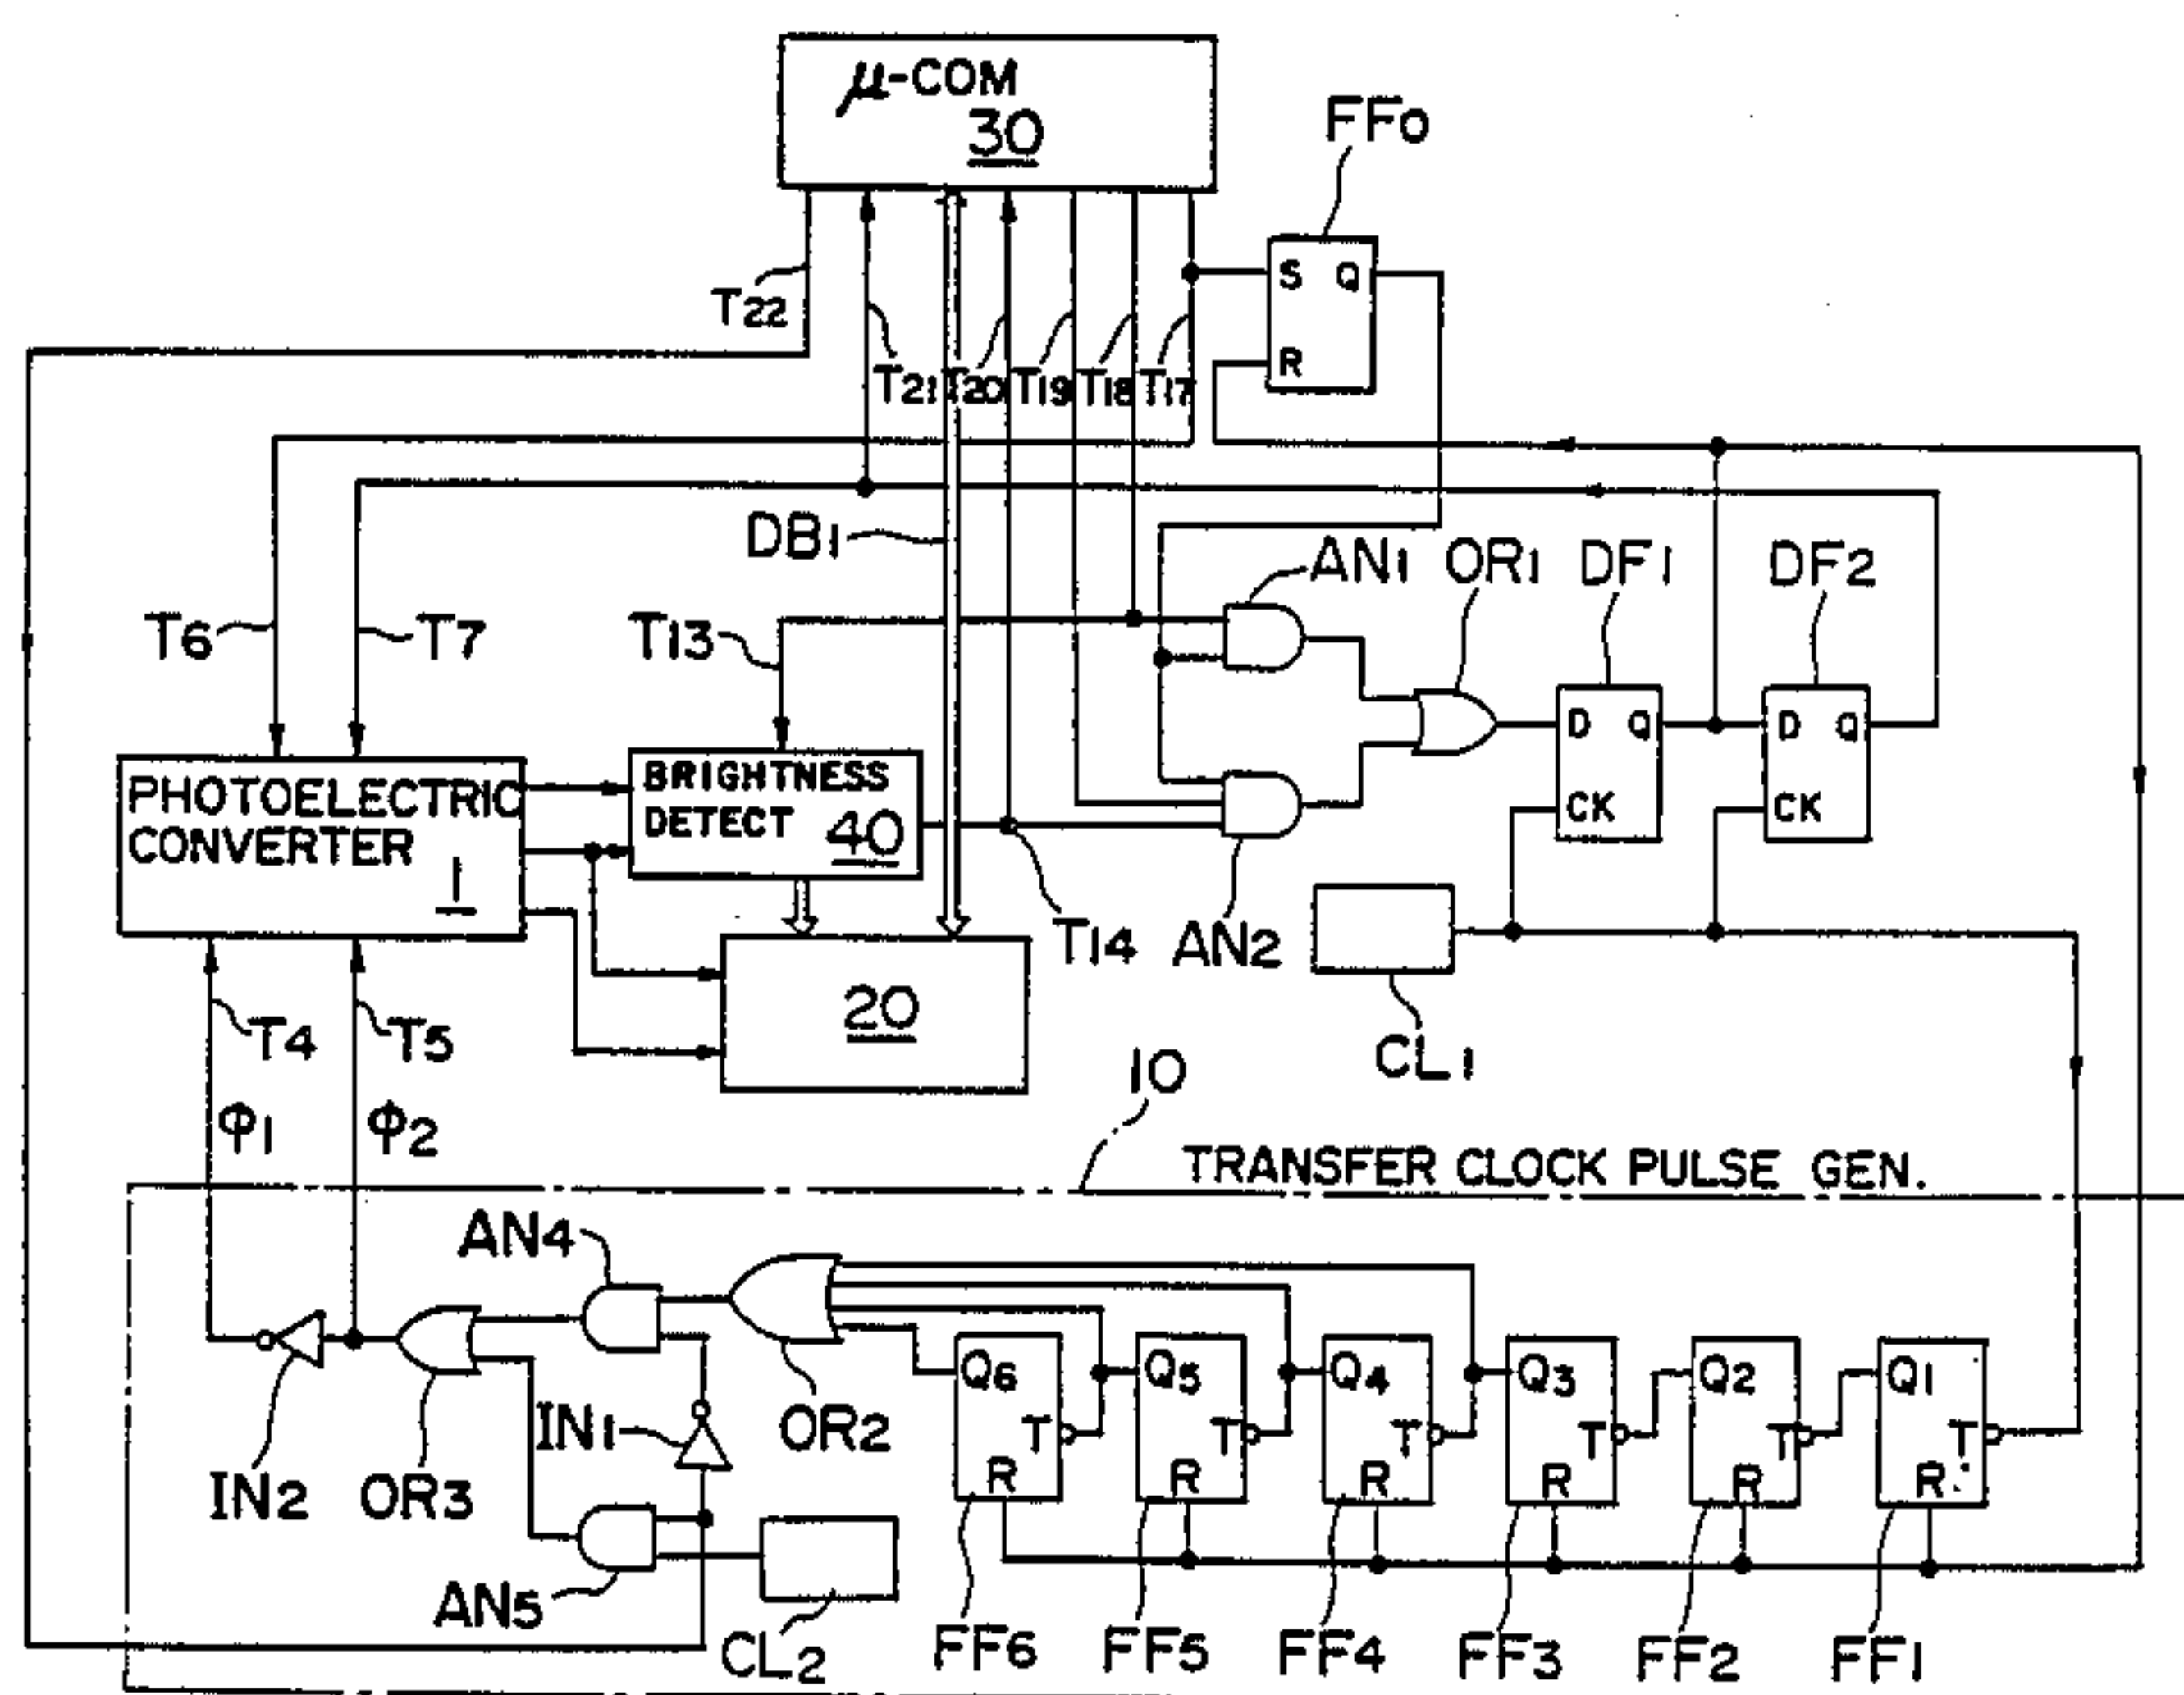 μ-COM
30
FF0
S Q
R
T22
T21 T20 T19 T18 T17
DB1
AN1 OR1 DF1 DF2
T6 T7 T13
D Q
CK
D Q
CK
PHOTOELECTRIC
CONVERTER
1
BRIGHTNESS
DETECT 40
T14 AN2
20
CL1
T4 T5
10
Φ1 Φ2
TRANSFER CLOCK PULSE GEN.
AN4
Q6 T R
Q5 T R
Q4 T R
Q3 T R
Q2 T R
Q1 T R
IN1 OR2
IN2 OR3
AN5 CL2
FF6 FF5 FF4 FF3 FF2 FF1